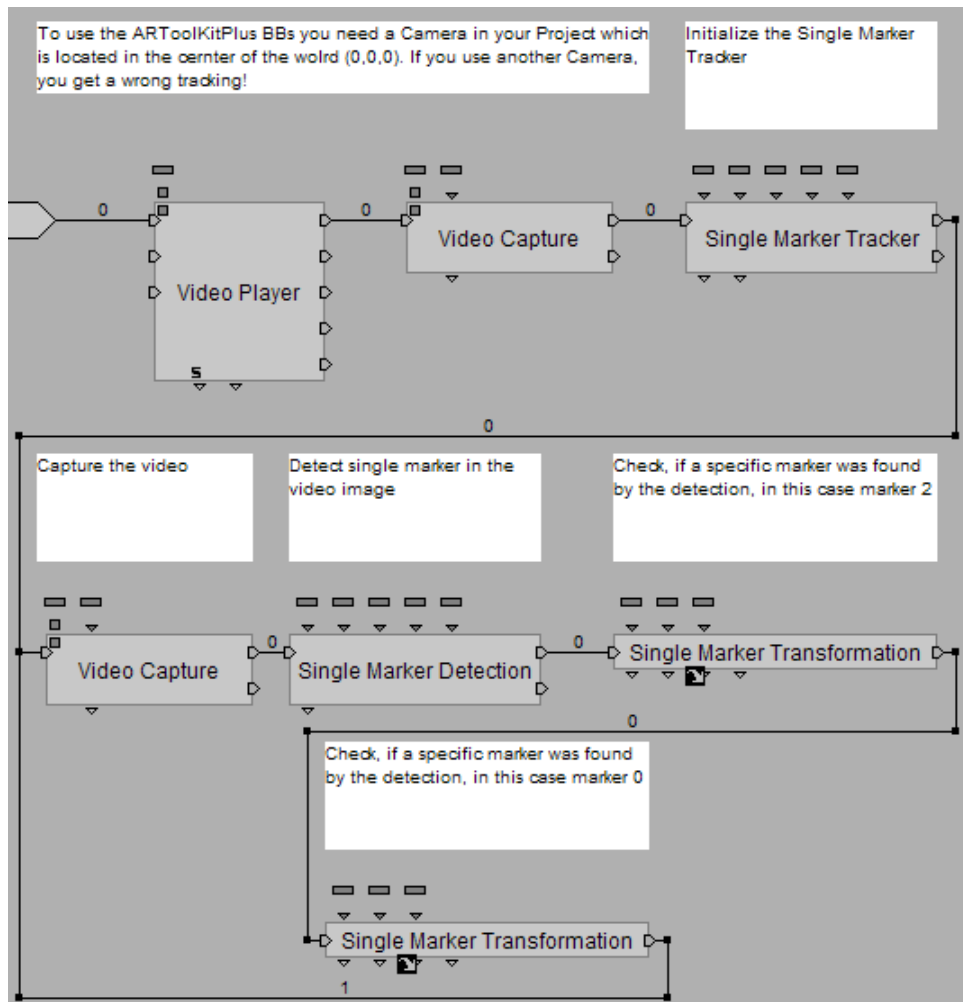 To use the ARToolKitPlus BBs you need a Camera in your Project which
is located in the cernter of the wolrd (0,0,0). If you use another Camera,
you get a wrong tracking!
Initialize the Single Marker
Tracker
0
0
0
Video Player
Video Capture
Single Marker Tracker
S
0
Capture the video
Detect single marker in the
video image
Check, if a specific marker was found
by the detection, in this case marker 2
0
0
Video Capture
Single Marker Detection
Single Marker Transformation
0
Check, if a specific marker was found
by the detection, in this case marker 0
Single Marker Transformation
1